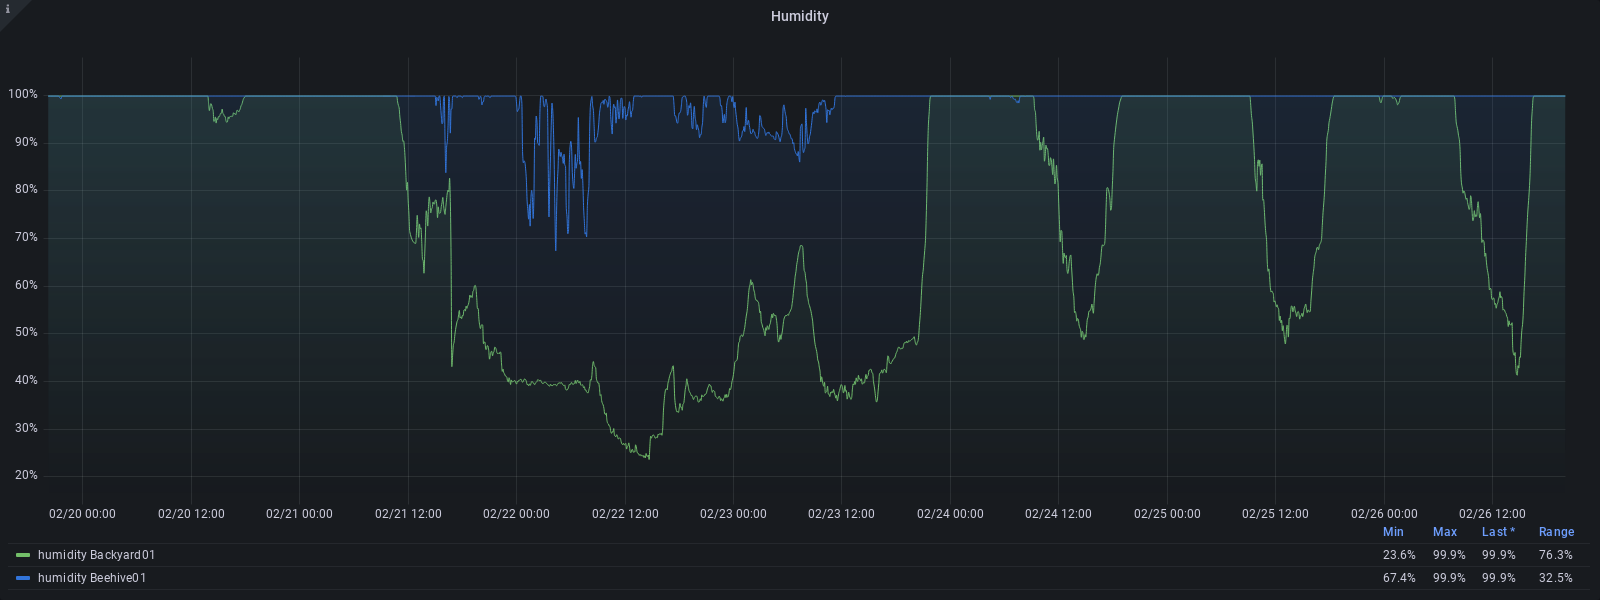 i
Humidity
100%
90%
80%
70%
60%
50%
40%
30%
20%
02/20 00:00 02/20 12:00 02/21 00:00 02/21 12:00 02/22 00:00 02/22 12:00 02/23 00:00 02/23 12:00 02/24 00:00 02/24 12:00 02/25 00:00 02/25 12:00 02/26 00:00 02/26 12:00
Min Max Last * Range
humidity Backyard01 23.6% 99.9% 99.9% 76.3%
humidity Beehive01 67.4% 99.9% 99.9% 32.5%